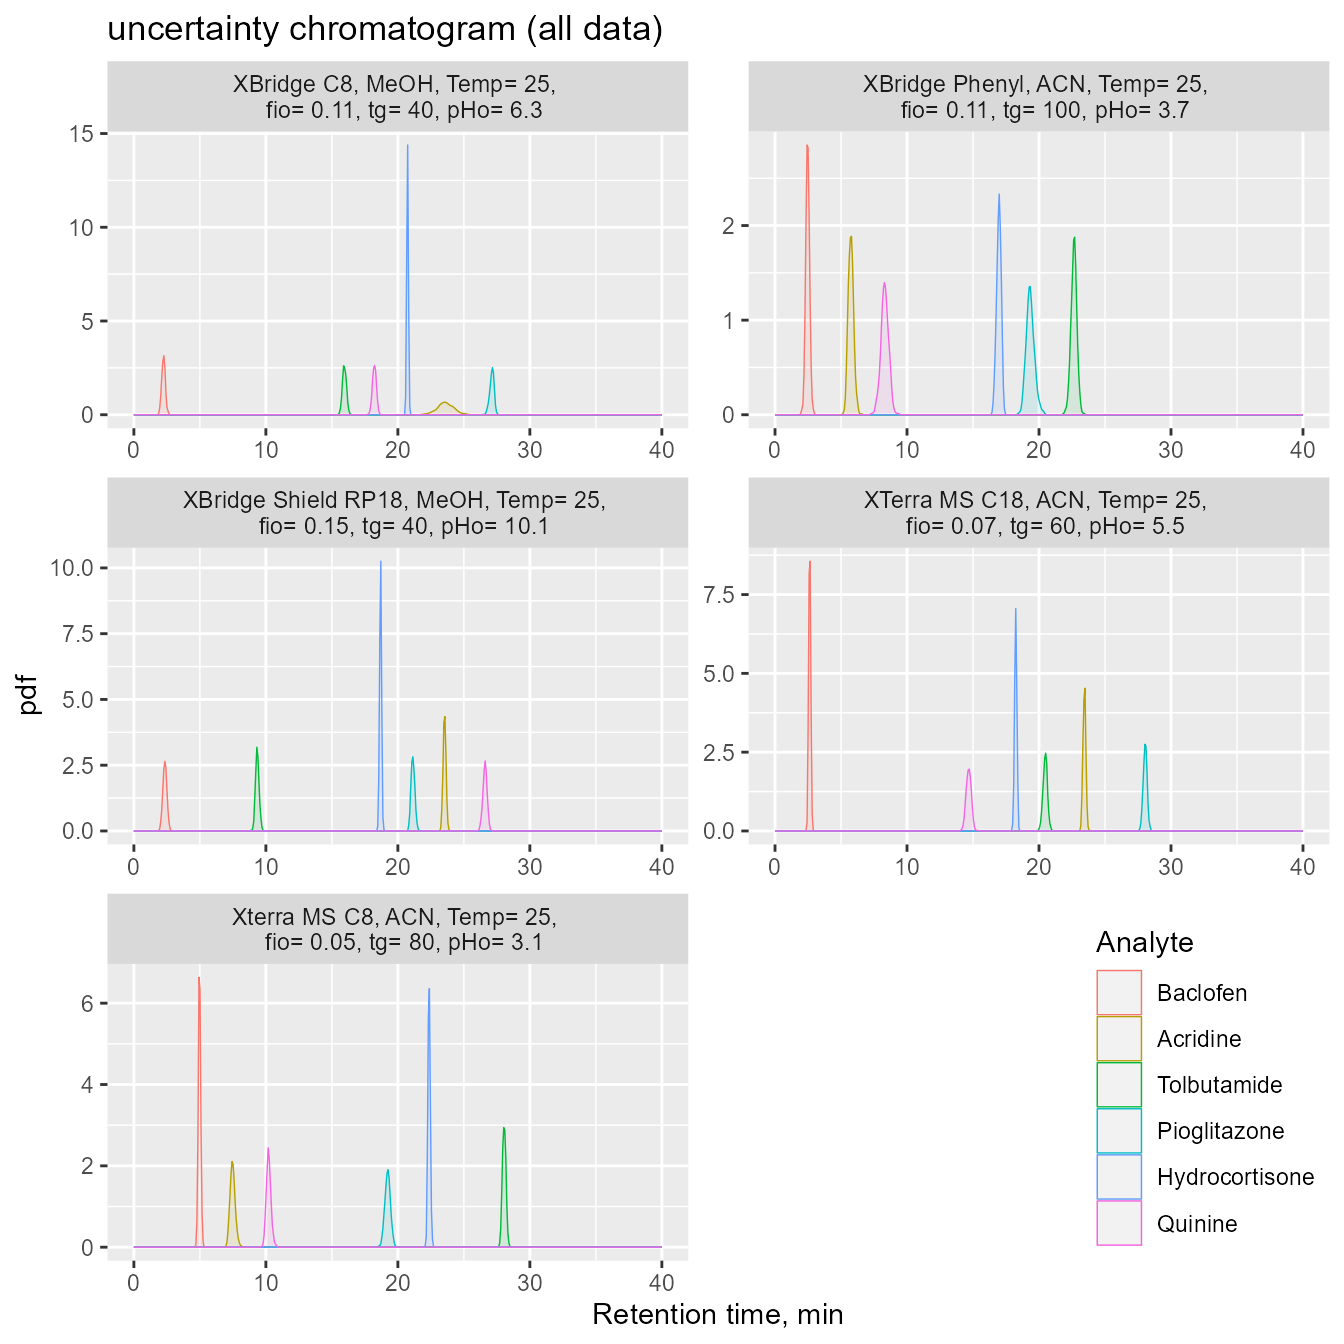 uncertainty chromatogram (all data)
XBridge C8, MeOH, Temp= 25,
fio= 0.11, tg= 40, pHo= 6.3
XBridge Phenyl, ACN, Temp= 25,
fio= 0.11, tg= 100, pHo= 3.7
15
10
5
0
0 10 20 30 40
2
1
0
0 10 20 30 40
XBridge Shield RP18, MeOH, Temp= 25,
fio= 0.15, tg= 40, pHo= 10.1
XTerra MS C18, ACN, Temp= 25,
fio= 0.07, tg= 60, pHo= 5.5
pdf
10.0
7.5
5.0
2.5
0.0
0 10 20 30 40
7.5
5.0
2.5
0.0
0 10 20 30 40
Xterra MS C8, ACN, Temp= 25,
fio= 0.05, tg= 80, pHo= 3.1
6
4
2
0
0 10 20 30 40
Retention time, min
Analyte
Baclofen
Acridine
Tolbutamide
Pioglitazone
Hydrocortisone
Quinine